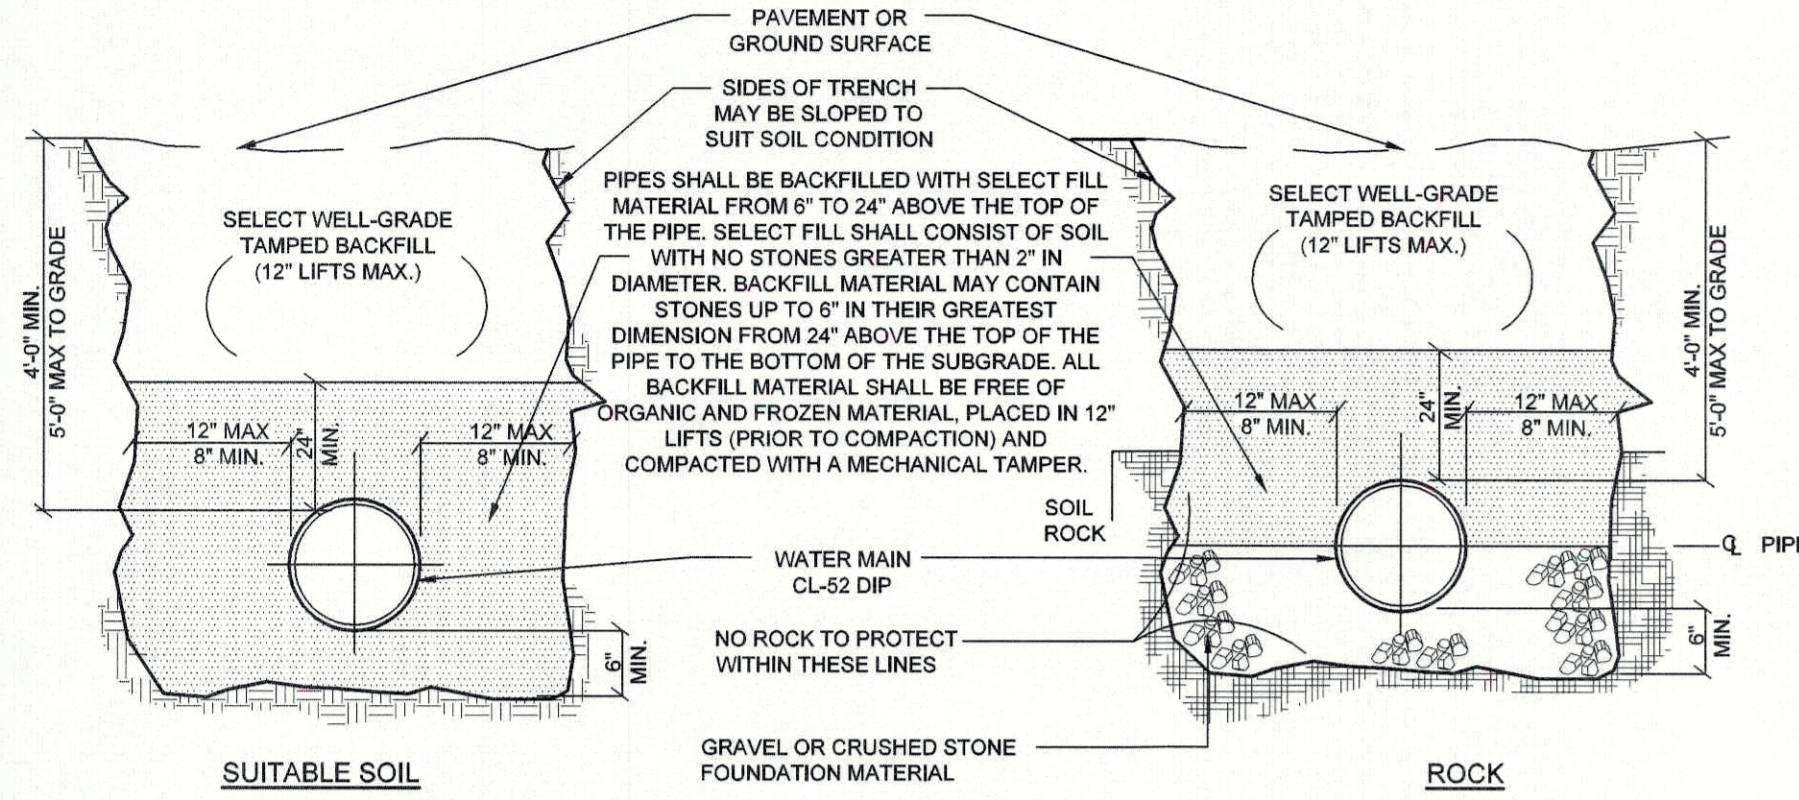 PAVEMENT OR
GROUND SURFACE
SIDES OF TRENCH
MAY BE SLOPED TO
SUIT SOIL CONDITION
PIPES SHALL BE BACKFILLED WITH SELECT FILL
MATERIAL FROM 6" TO 24" ABOVE THE TOP OF
THE PIPE. SELECT FILL SHALL CONSIST OF SOIL
WITH NO STONES GREATER THAN 2" IN
DIAMETER. BACKFILL MATERIAL MAY CONTAIN
STONES UP TO 6" IN THEIR GREATEST
DIMENSION FROM 24" ABOVE THE TOP OF THE
PIPE TO THE BOTTOM OF THE SUBGRADE. ALL
BACKFILL MATERIAL SHALL BE FREE OF
ORGANIC AND FROZEN MATERIAL, PLACED IN 12"
LIFTS (PRIOR TO COMPACTION) AND
COMPACTED WITH A MECHANICAL TAMPER.
SELECT WELL-GRADE
TAMPED BACKFILL
(12" LIFTS MAX.)
4'-0" MIN.
5'-0" MAX TO GRADE
12" MAX
8" MIN.
24"
MIN.
12" MAX
8" MIN.
6"
MIN.
SUITABLE SOIL
WATER MAIN
CL-52 DIP
NO ROCK TO PROTECT
WITHIN THESE LINES
GRAVEL OR CRUSHED STONE
FOUNDATION MATERIAL
SELECT WELL-GRADE
TAMPED BACKFILL
(12" LIFTS MAX.)
4'-0" MIN.
5'-0" MAX TO GRADE
12" MAX
8" MIN.
24"
MIN.
12" MAX
8" MIN.
SOIL
ROCK
℄ PIP
6"
MIN.
ROCK